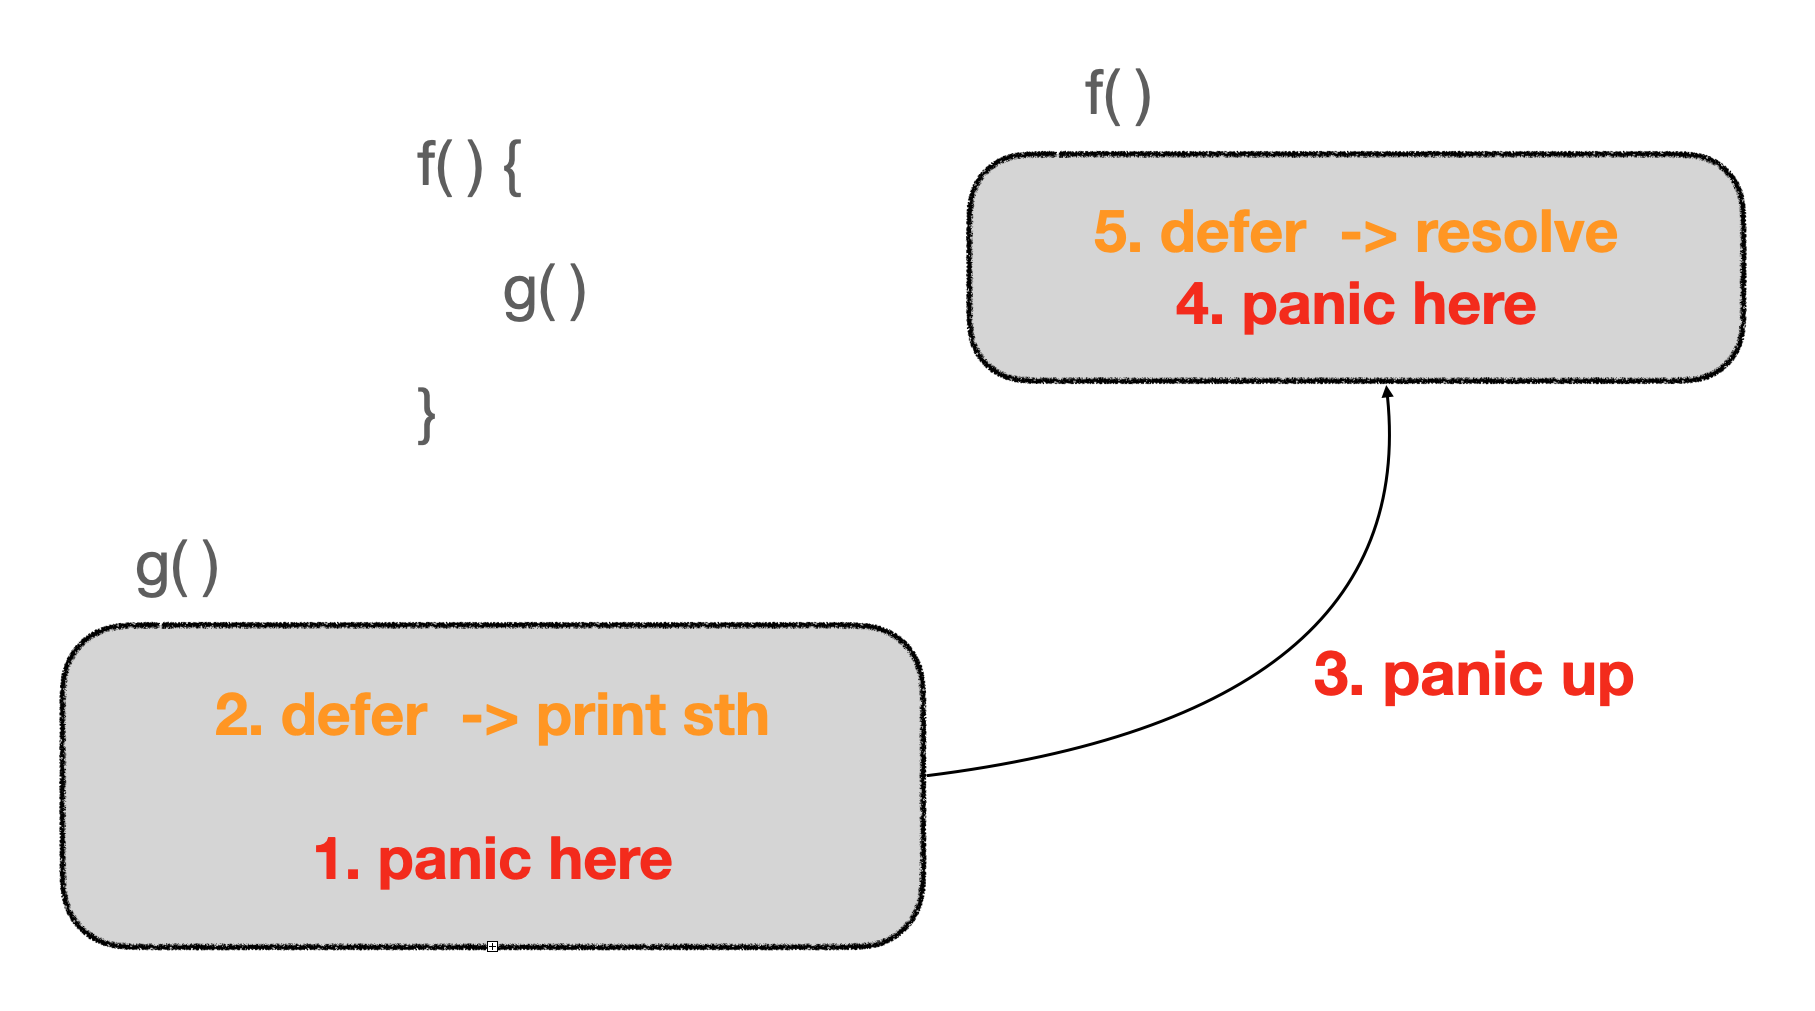 f( ) {
g( )
}
f( )
5. defer -> resolve
4. panic here
g( )
2. defer -> print sth
1. panic here
3. panic up